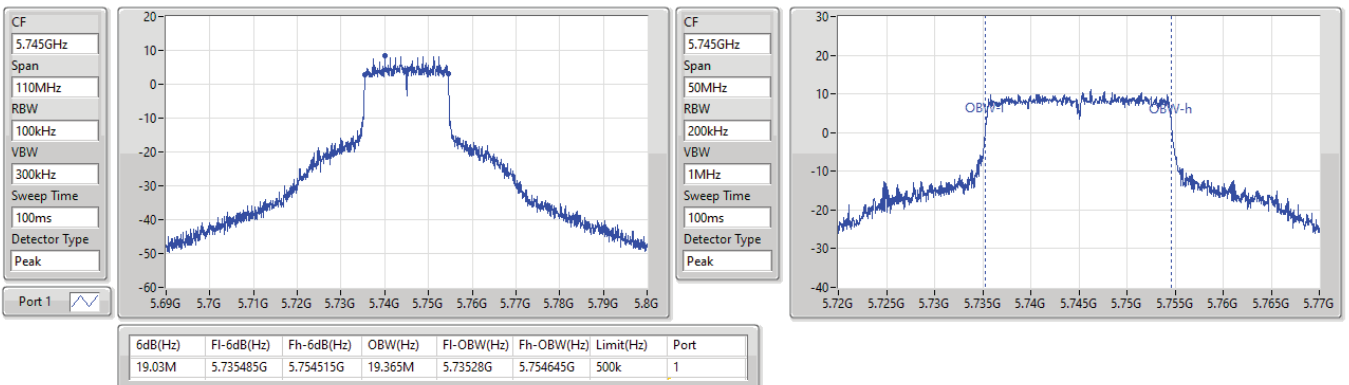 CF
5.745GHz
Span
110MHz
RBW
100kHz
VBW
300kHz
Sweep Time
100ms
Detector Type
Peak
Port 1
20
10
0
-10
-20
-30
-40
-50
-60
5.69G 5.7G 5.71G 5.72G 5.73G 5.74G 5.75G 5.76G 5.77G 5.78G 5.79G 5.8G
CF
5.745GHz
Span
50MHz
RBW
200kHz
VBW
1MHz
Sweep Time
100ms
Detector Type
Peak
30
20
10
0
-10
-20
-30
-40
OBW-l OBW-h
5.72G 5.725G 5.73G 5.735G 5.74G 5.745G 5.75G 5.755G 5.76G 5.765G 5.77G
6dB(Hz) Fl-6dB(Hz) Fh-6dB(Hz) OBW(Hz) Fl-OBW(Hz) Fh-OBW(Hz) Limit(Hz) Port
19.03M 5.735485G 5.754515G 19.365M 5.73528G 5.754645G 500k 1